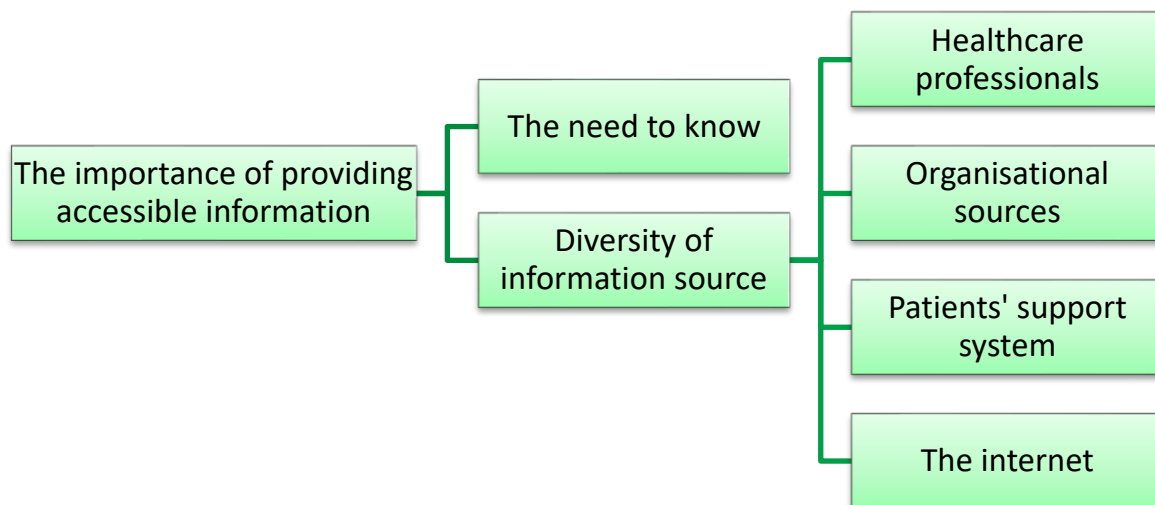 The importance of providing
accessible information
The need to know
Diversity of
information source
Healthcare
professionals
Organisational
sources
Patients' support
system
The internet